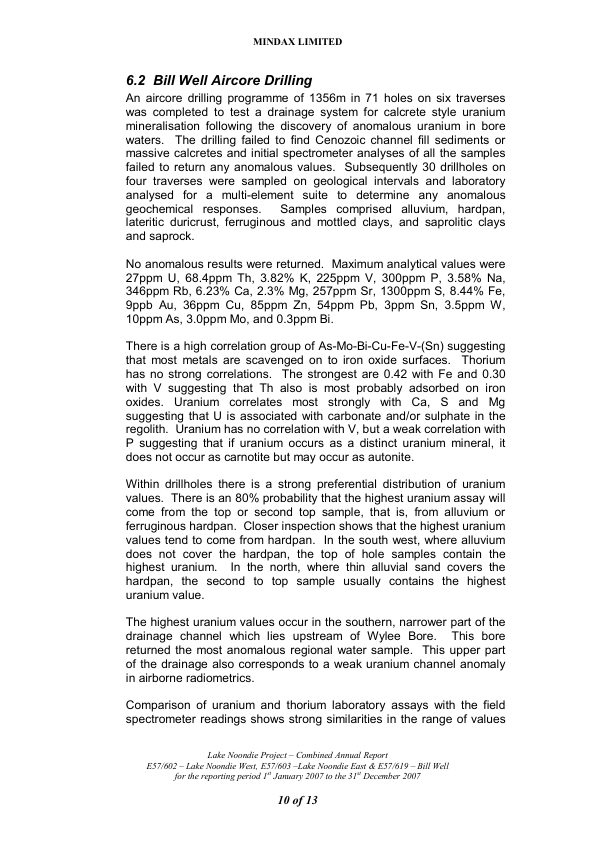 MINDAX LIMITED
6.2 Bill Well Aircore Drilling
An aircore drilling programme of 1356m in 71 holes on six traverses
was completed to test a drainage system for calcrete style uranium
mineralisation following the discovery of anomalous uranium in bore
waters. The drilling failed to find Cenozoic channel fill sediments or
massive calcretes and initial spectrometer analyses of all the samples
failed to return any anomalous values. Subsequently 30 drillholes on
four traverses were sampled on geological intervals and laboratory
analysed for a multi-element suite to determine any anomalous
geochemical responses. Samples comprised alluvium, hardpan,
lateritic duricrust, ferruginous and mottled clays, and saprolitic clays
and saprock.
No anomalous results were returned. Maximum analytical values were
27ppm U, 68.4ppm Th, 3.82% K, 225ppm V, 300ppm P, 3.58% Na,
346ppm Rb, 6.23% Ca, 2.3% Mg, 257ppm Sr, 1300ppm S, 8.44% Fe,
9ppb Au, 36ppm Cu, 85ppm Zn, 54ppm Pb, 3ppm Sn, 3.5ppm W,
10ppm As, 3.0ppm Mo, and 0.3ppm Bi.
There is a high correlation group of As-Mo-Bi-Cu-Fe-V-(Sn) suggesting
that most metals are scavenged on to iron oxide surfaces. Thorium
has no strong correlations. The strongest are 0.42 with Fe and 0.30
with V suggesting that Th also is most probably adsorbed on iron
oxides. Uranium correlates most strongly with Ca, S and Mg
suggesting that U is associated with carbonate and/or sulphate in the
regolith. Uranium has no correlation with V, but a weak correlation with
P suggesting that if uranium occurs as a distinct uranium mineral, it
does not occur as carnotite but may occur as autonite.
Within drillholes there is a strong preferential distribution of uranium
values. There is an 80% probability that the highest uranium assay will
come from the top or second top sample, that is, from alluvium or
ferruginous hardpan. Closer inspection shows that the highest uranium
values tend to come from hardpan. In the south west, where alluvium
does not cover the hardpan, the top of hole samples contain the
highest uranium. In the north, where thin alluvial sand covers the
hardpan, the second to top sample usually contains the highest
uranium value.
The highest uranium values occur in the southern, narrower part of the
drainage channel which lies upstream of Wylee Bore. This bore
returned the most anomalous regional water sample. This upper part
of the drainage also corresponds to a weak uranium channel anomaly
in airborne radiometrics.
Comparison of uranium and thorium laboratory assays with the field
spectrometer readings shows strong similarities in the range of values
Lake Noondie Project – Combined Annual Report
E57/602 – Lake Noondie West, E57/603 –Lake Noondie East & E57/619 – Bill Well
for the reporting period 1st January 2007 to the 31st December 2007
10 of 13